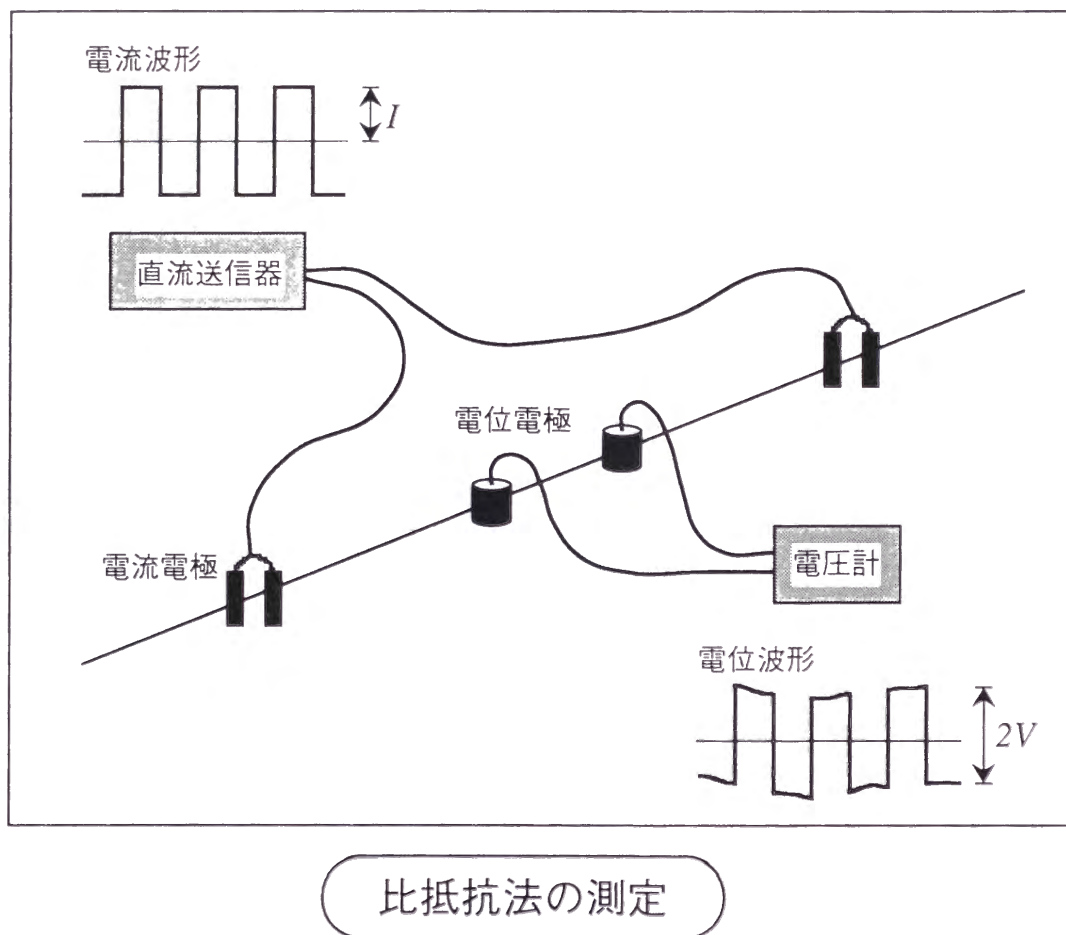 電流波形
I
直流送信器
電位電極
電流電極
電圧計
電位波形
2V
比抵抗法の測定